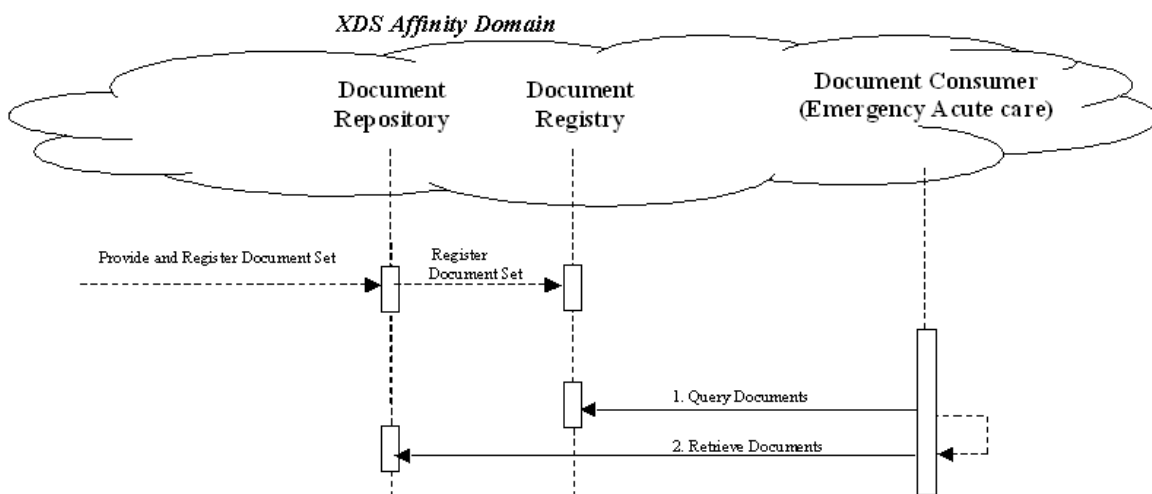 XDS Affinity Domain
Document
Repository
Document
Registry
Document Consumer
(Emergency Acute care)
Provide and Register Document Set
Register
Document Set
1. Query Documents
2. Retrieve Documents